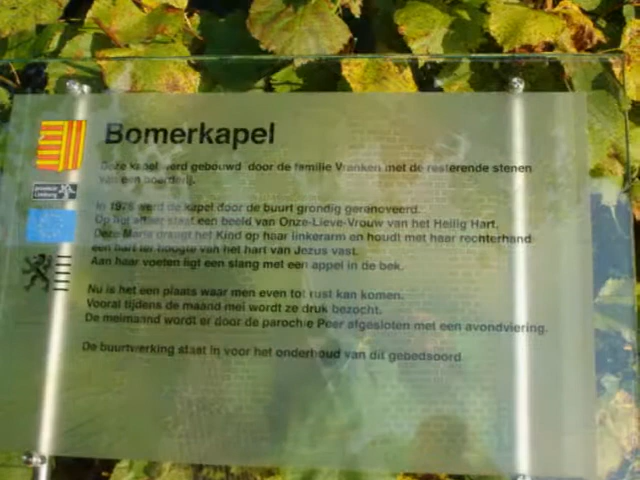 Bomerkapel
Deze kapel werd gebouwd door de familie Vranken met de resterende stenen
van een boerderij.
provincie
Limburg
In 1976 werd de kapel door de buurt grondig gerenoveerd.
Op het altaar staat een beeld van Onze-Lieve-Vrouw van het Heilig Hart.
Deze Maria draagt het Kind op haar linkerarm en houdt met haar rechterhand
een hart ter hoogte van het hart van Jezus vast.
Aan haar voeten ligt een slang met een appel in de bek.
Nu is het een plaats waar men even tot rust kan komen.
Vooral tijdens de maand mei wordt ze druk bezocht.
De meimaand wordt er door de parochie Peer afgesloten met een avondviering.
De buurtwerking staat in voor het onderhoud van dit gebedsoord